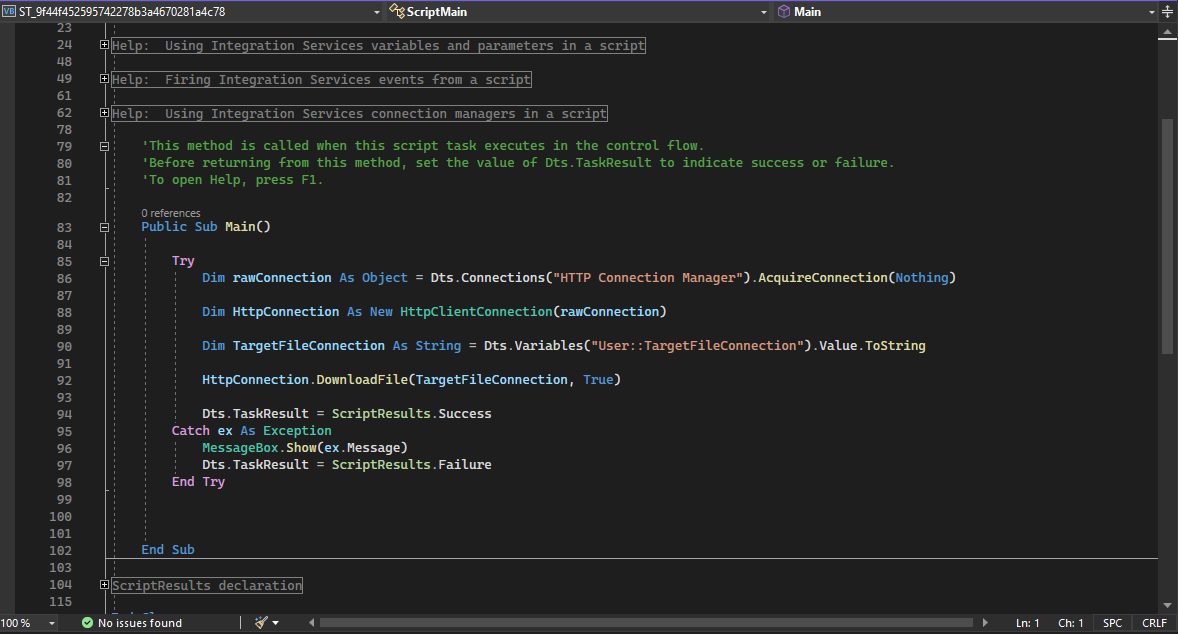 VB ST_9f44f452595742278b3a4670281a4c78 ScriptMain Main
23
24 Help:  Using Integration Services variables and parameters in a script
48
49 Help:  Firing Integration Services events from a script
61
62 Help:  Using Integration Services connection managers in a script
78
79 'This method is called when this script task executes in the control flow.
80 'Before returning from this method, set the value of Dts.TaskResult to indicate success or failure.
81 'To open Help, press F1.
82
0 references
83 Public Sub Main()
84
85 Try
86 Dim rawConnection As Object = Dts.Connections("HTTP Connection Manager").AcquireConnection(Nothing)
87
88 Dim HttpConnection As New HttpClientConnection(rawConnection)
89
90 Dim TargetFileConnection As String = Dts.Variables("User::TargetFileConnection").Value.ToString
91
92 HttpConnection.DownloadFile(TargetFileConnection, True)
93
94 Dts.TaskResult = ScriptResults.Success
95 Catch ex As Exception
96 MessageBox.Show(ex.Message)
97 Dts.TaskResult = ScriptResults.Failure
98 End Try
99
100
101
102 End Sub
103
104 ScriptResults declaration
115
100 % No issues found Ln: 1 Ch: 1 SPC CRLF